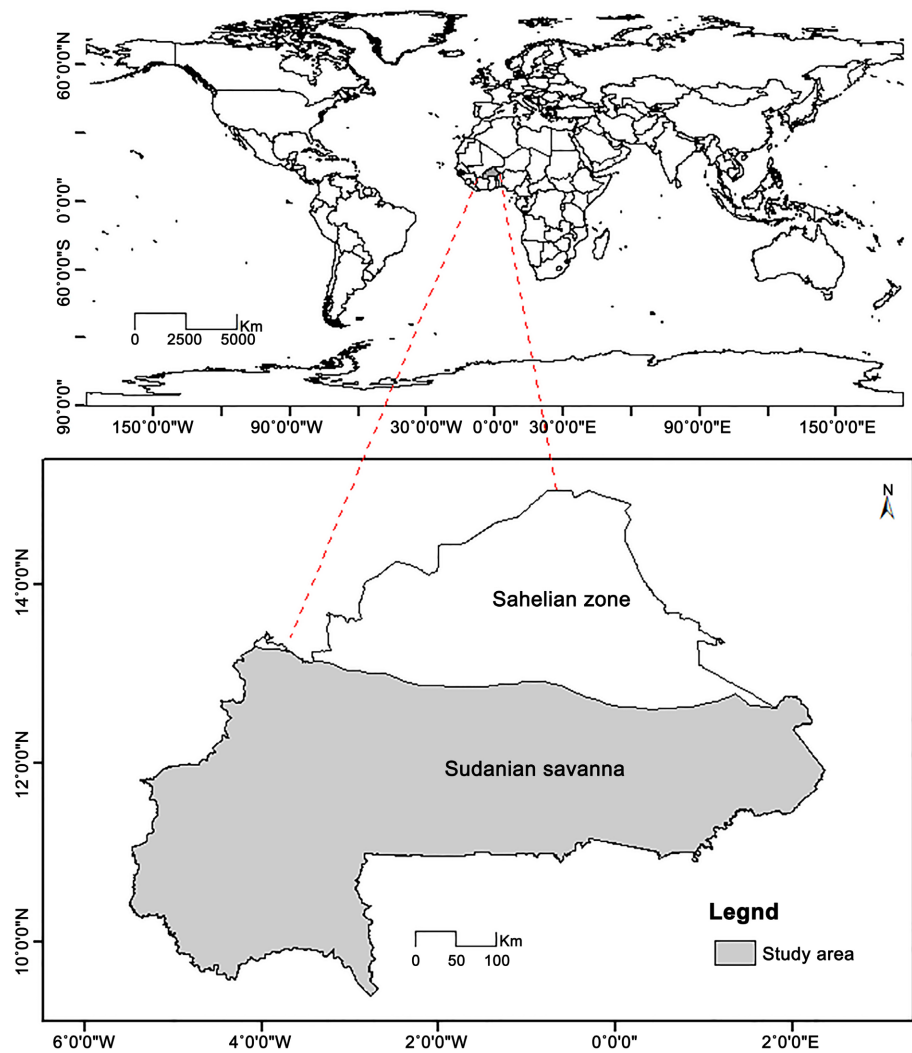 60°0'0"N
0°0'0"
60°0'0"S
90°0'0"
Km
0 2500 5000
150°0'0"W 90°0'0"W 30°0'0"W 0°0'0"E 30°0'0"E 90°0'0"E 150°0'0"E
N
14°0'0"N
Sahelian zone
12°0'0"N
Sudanian savanna
10°0'0"N
Legnd
Km
0 50 100
Study area
6°0'0"W 4°0'0"W 2°0'0"W 0°0'0"E 2°0'0"E